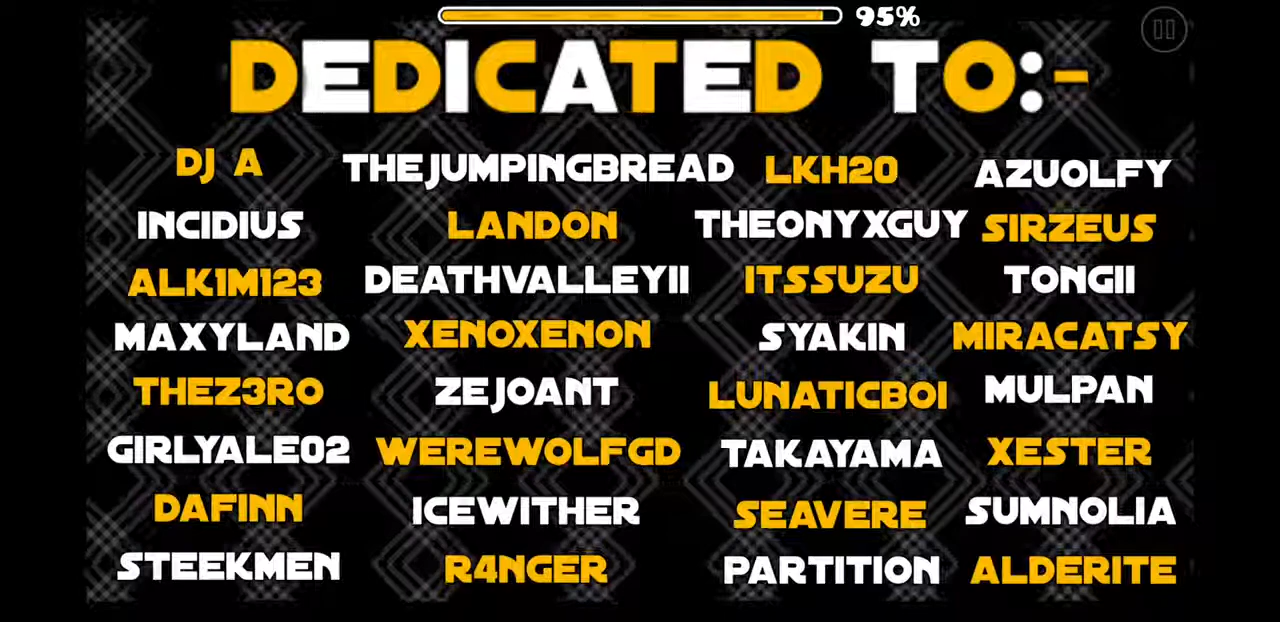 95%
DEDICATED TO:-
DJ A THEJUMPINGBREAD LKH20 AZUOLFY
INCIDIUS LANDON THEONYXGUY SIRZEUS
ALK1M123 DEATHVALLEYII ITSSUZU TONGII
MAXYLAND XENOXENON SYAKIN MIRACATSY
THEZ3RO ZEJOANT LUNATICBOI MULPAN
GIRLYALE02 WEREWOLFGD TAKAYAMA XESTER
DAFINN ICEWITHER SEAVERE SUMNOLIA
STEEKMEN R4NGER PARTITION ALDERITE